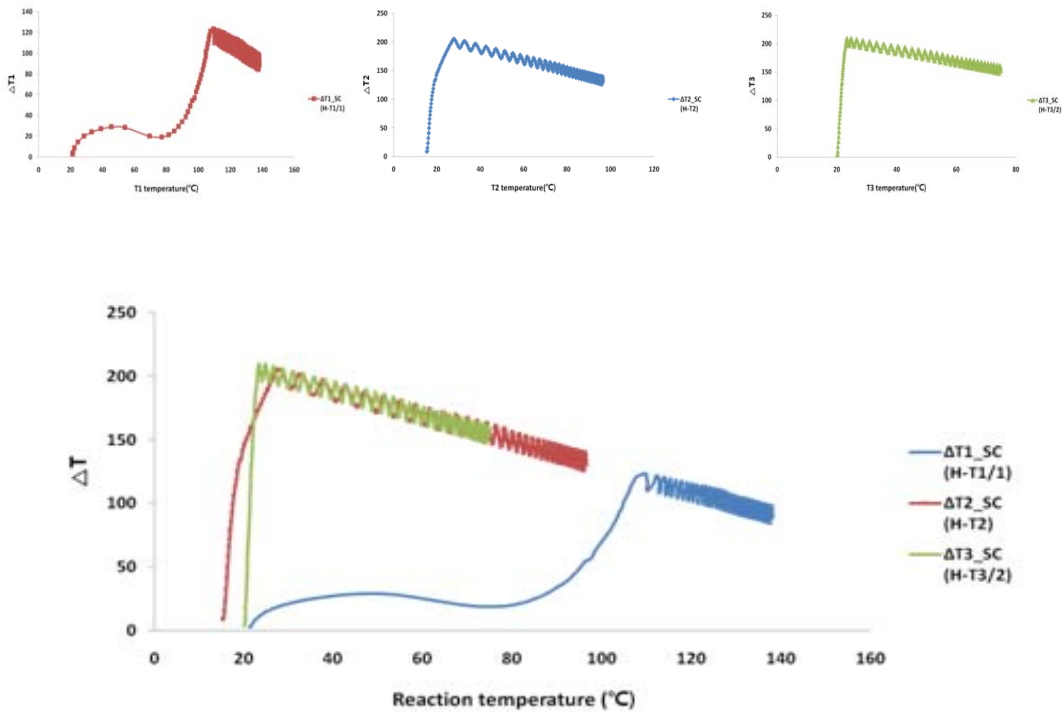 △T1
140
120
100
80
60
40
20
0
0 20 40 60 80 100 120 140 160
T1 temperature(℃)
ΔT1_SC
(H-T1/1)
△T2
250
200
150
100
50
0
0 20 40 60 80 100 120
T2 temperature(℃)
ΔT2_SC
(H-T2)
△T3
250
200
150
100
50
0
0 20 40 60 80
T3 temperature(℃)
ΔT3_SC
(H-T3/2)
△T
250
200
150
100
50
0
0 20 40 60 80 100 120 140 160
Reaction temperature (℃)
ΔT1_SC
(H-T1/1)
ΔT2_SC
(H-T2)
ΔT3_SC
(H-T3/2)